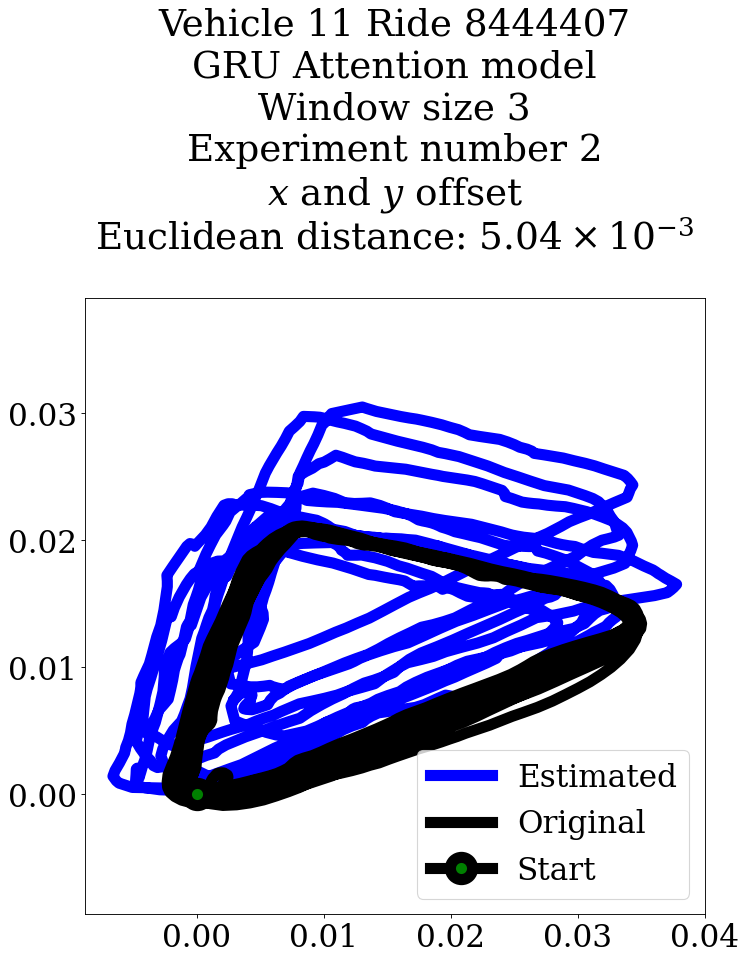 Vehicle 11 Ride 8444407
GRU Attention model
Window size 3
Experiment number 2
x and y offset
Euclidean distance: 5.04 × 10⁻³
0.03
0.02
0.01
0.00
Estimated
Original
Start
0.00 0.01 0.02 0.03 0.04